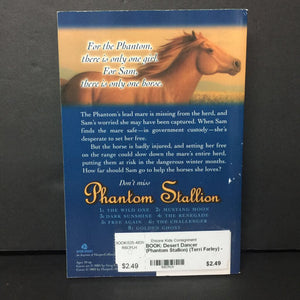 For the Phantom,
there is only one girl.
For Sam,
there is only one horse.
The Phantom's lead mare is missing from the herd, and
Sam's worried she may have been captured. When Sam
finds the mare safe—in government custody—she's
desperate to set her free.
But the horse is badly injured, and setting her free
on the range could slow down the mare's entire herd,
putting them at risk in the dangerous winter months.
How far should Sam go to help the horses she loves?
Don't miss
Phantom Stallion
1: THE WILD ONE 2: MUSTANG MOON
3: DARK SUNSHINE 4: THE RENEGADE
5: FREE AGAIN 6: THE CHALLENGER
8: GOLDEN GHOST
Encore Kids Consignment
BOOK: Desert Dancer
(Phantom Stallion) (Terri Farley) -
$2.49
$2.49